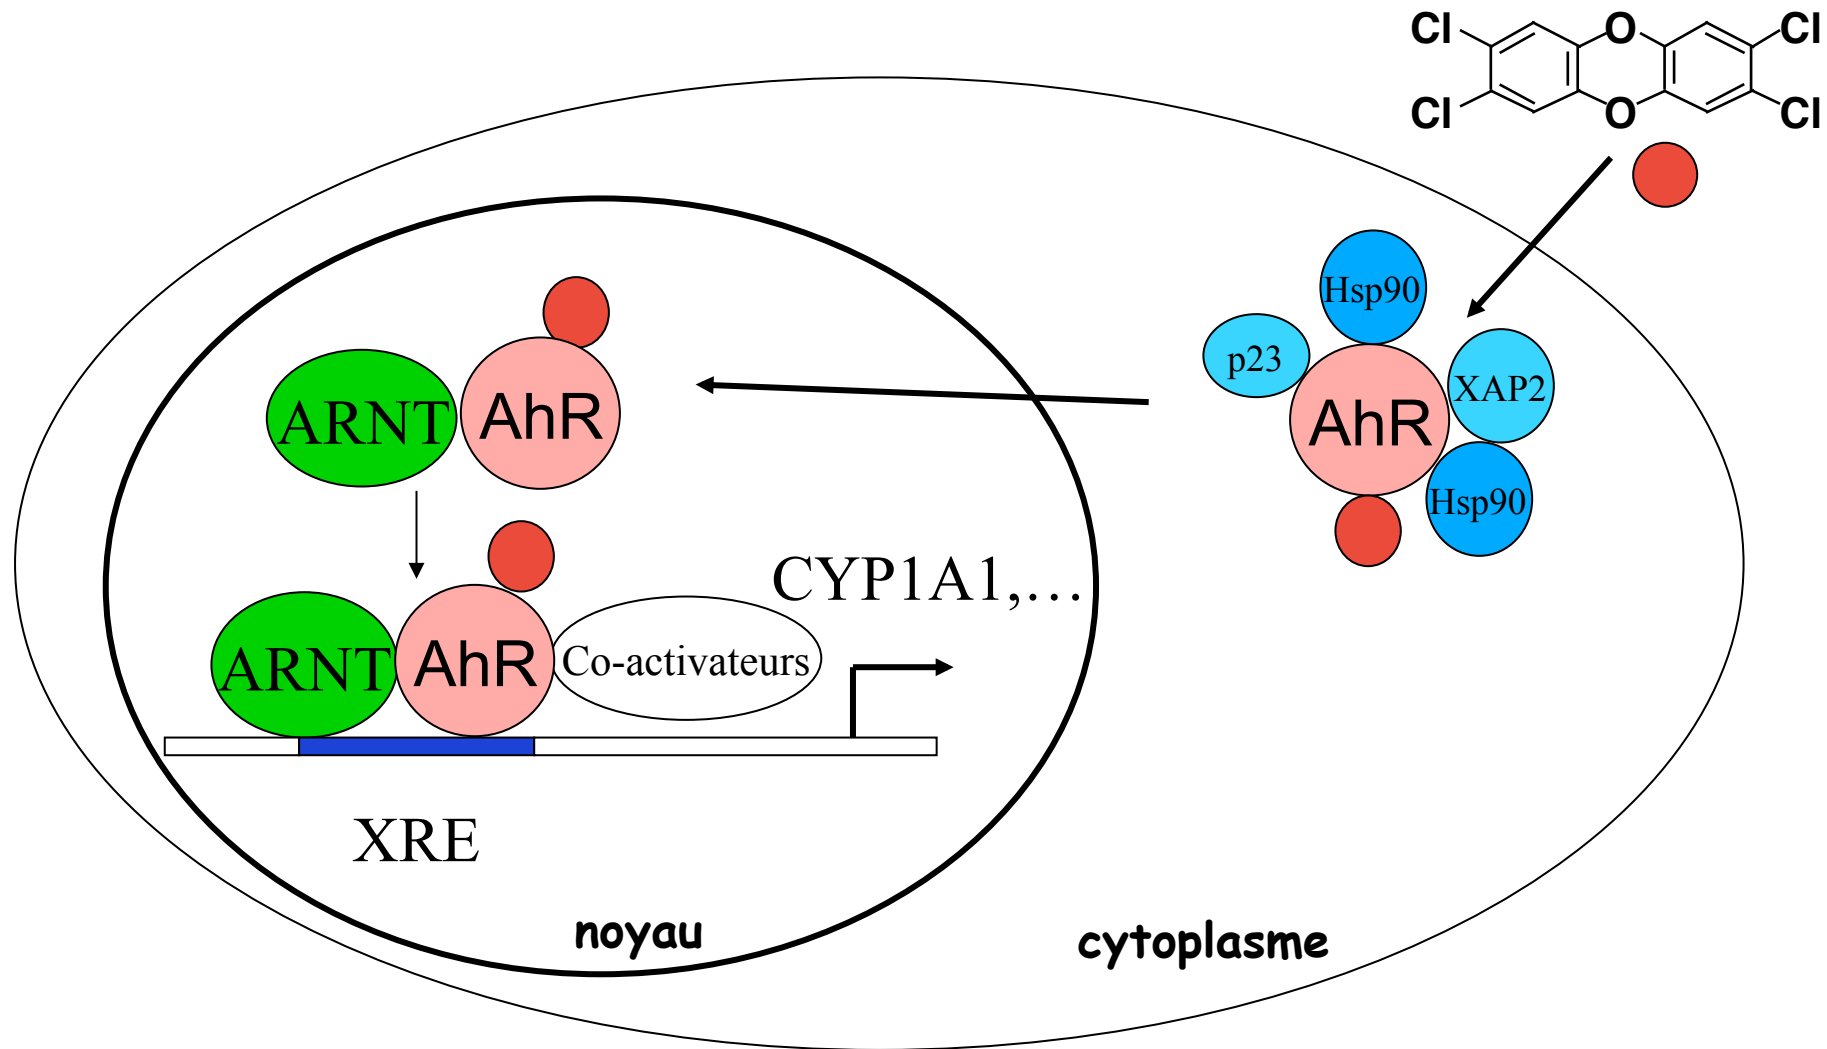 Cl O Cl
Cl O Cl
Hsp90
p23
XAP2
AhR
Hsp90
ARNT AhR
CYP1A1,...
ARNT AhR Co-activateurs
XRE
noyau
cytoplasme